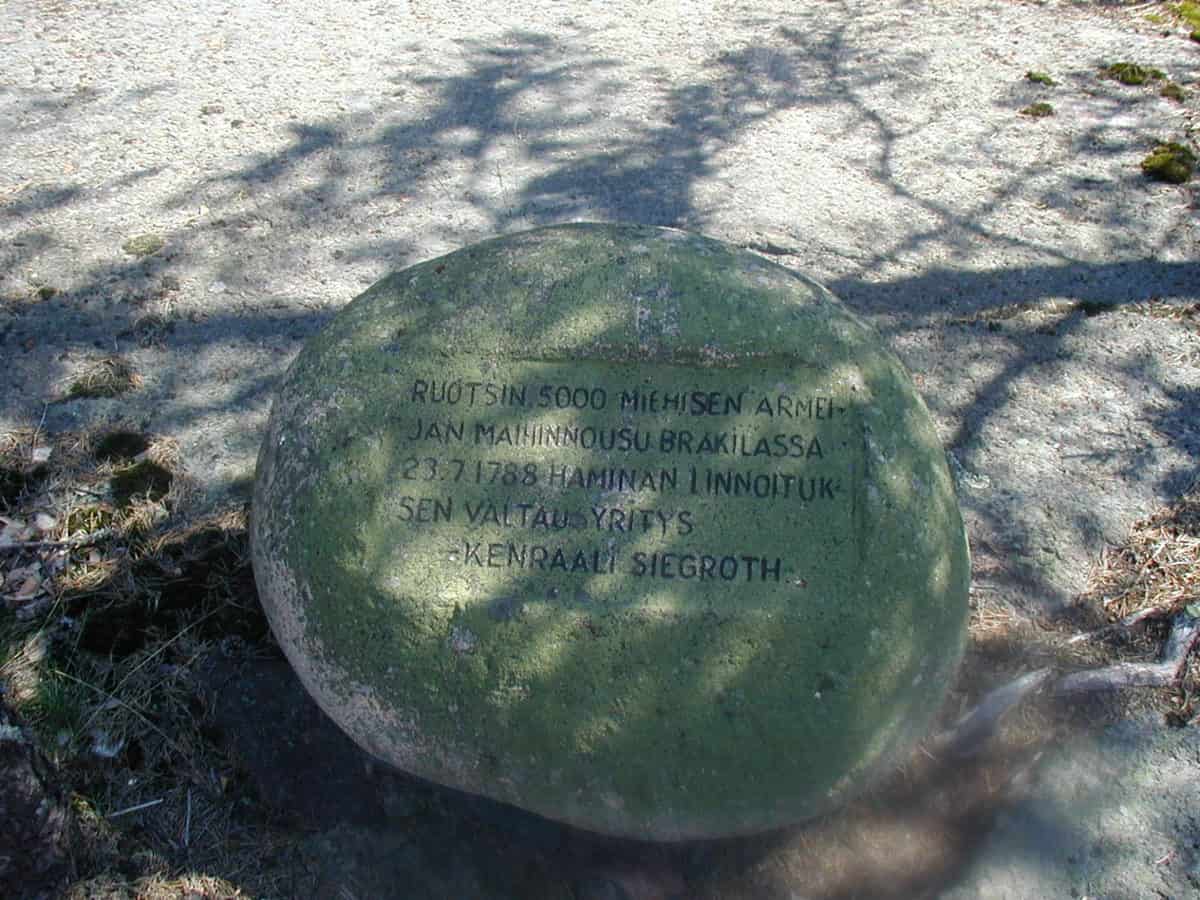 RUOTSIN 5000 MIEHISEN ARMEI-
JAN MAIHINNOUSU BRAKILASSA
23.7.1788 HAMINAN LINNOITUK-
SEN VALTAUSYRITYS
-KENRAALI SIEGROTH-